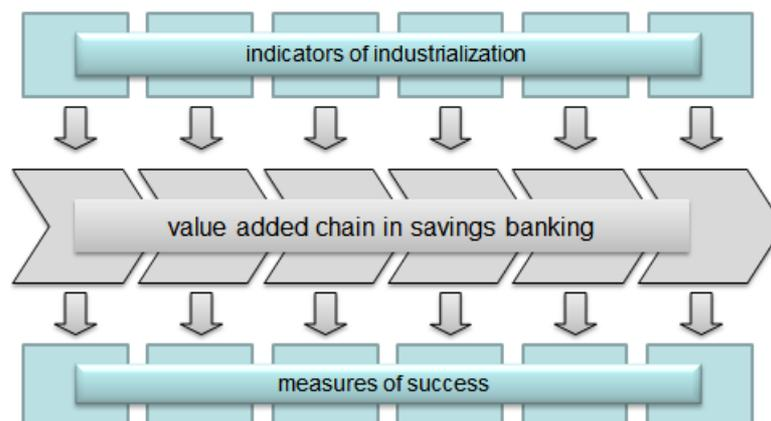 indicators of industrialization
value added chain in savings banking
measures of success